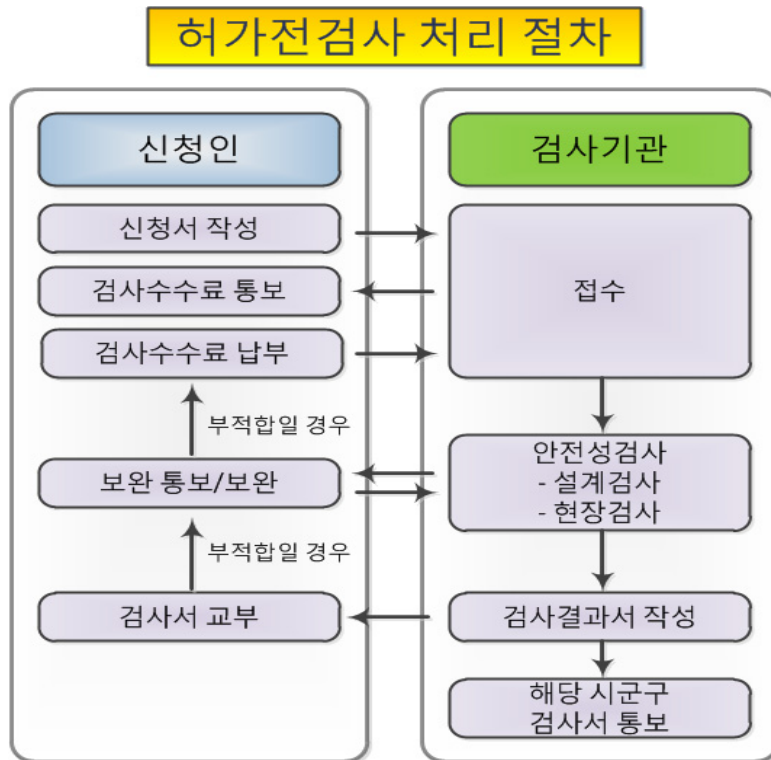 허가전검사 처리 절차
신청인
신청서 작성
검사수수료 통보
검사수수료 납부
부적합일 경우
보완 통보/보완
부적합일 경우
검사서 교부
검사기관
접수
안전성검사
- 설계검사
- 현장검사
검사결과서 작성
해당 시군구
검사서 통보